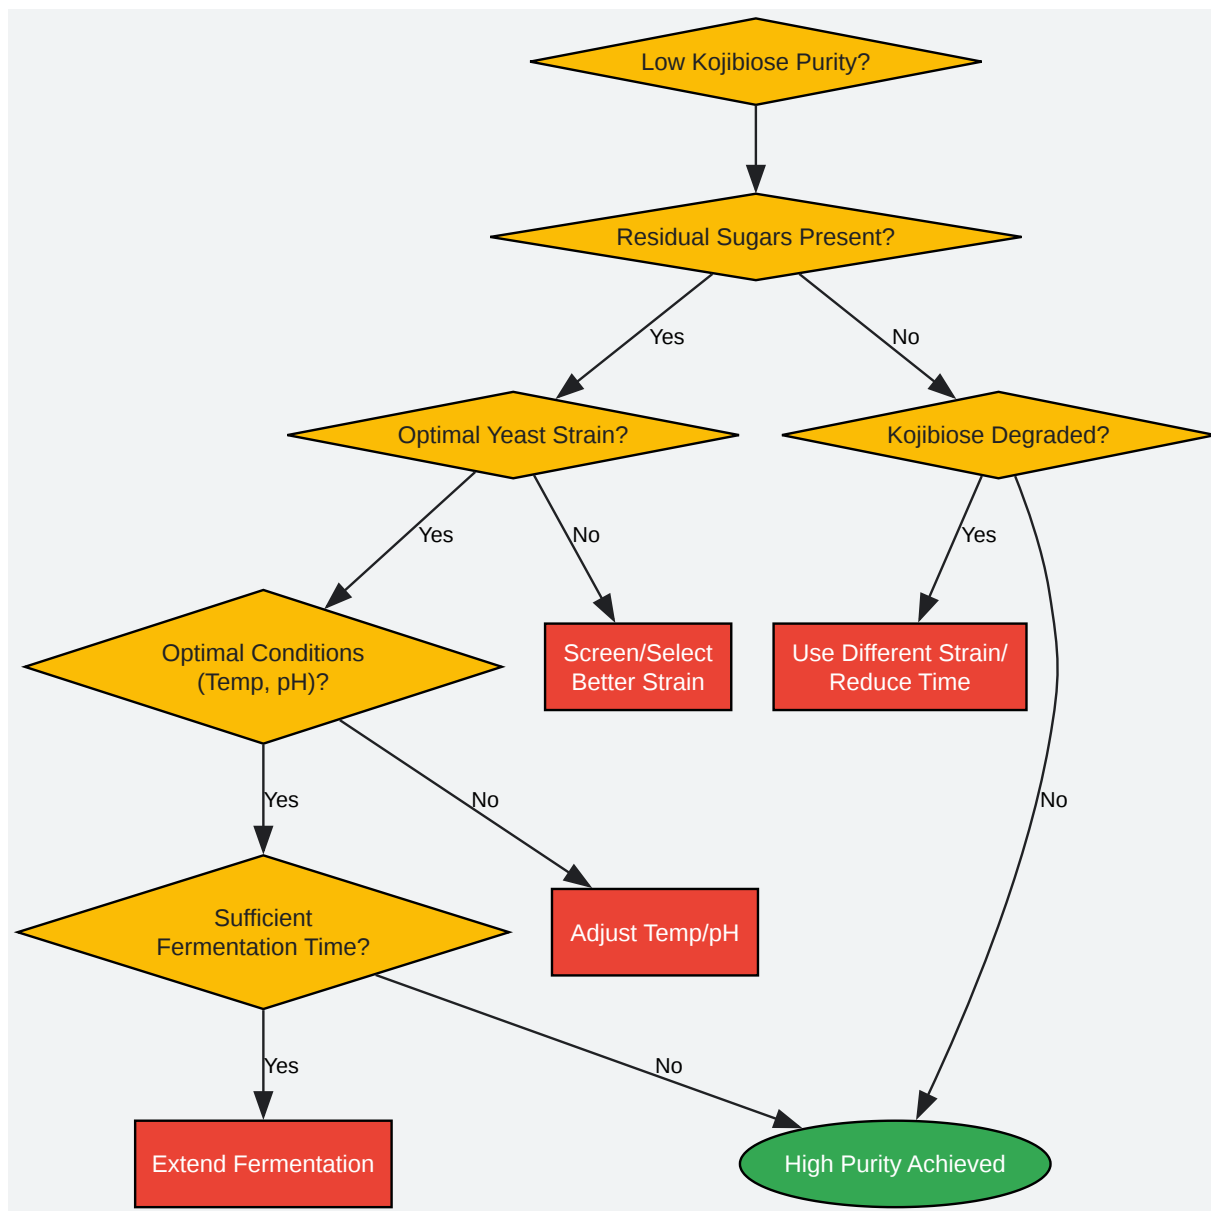 Low Kojibiose Purity?
Residual Sugars Present?
Yes
No
Optimal Yeast Strain?
Kojibiose Degraded?
Yes
No
Yes
Optimal Conditions
(Temp, pH)?
Screen/Select
Better Strain
Use Different Strain/
Reduce Time
Yes
No
No
Sufficient
Fermentation Time?
Adjust Temp/pH
Yes
No
Extend Fermentation
High Purity Achieved